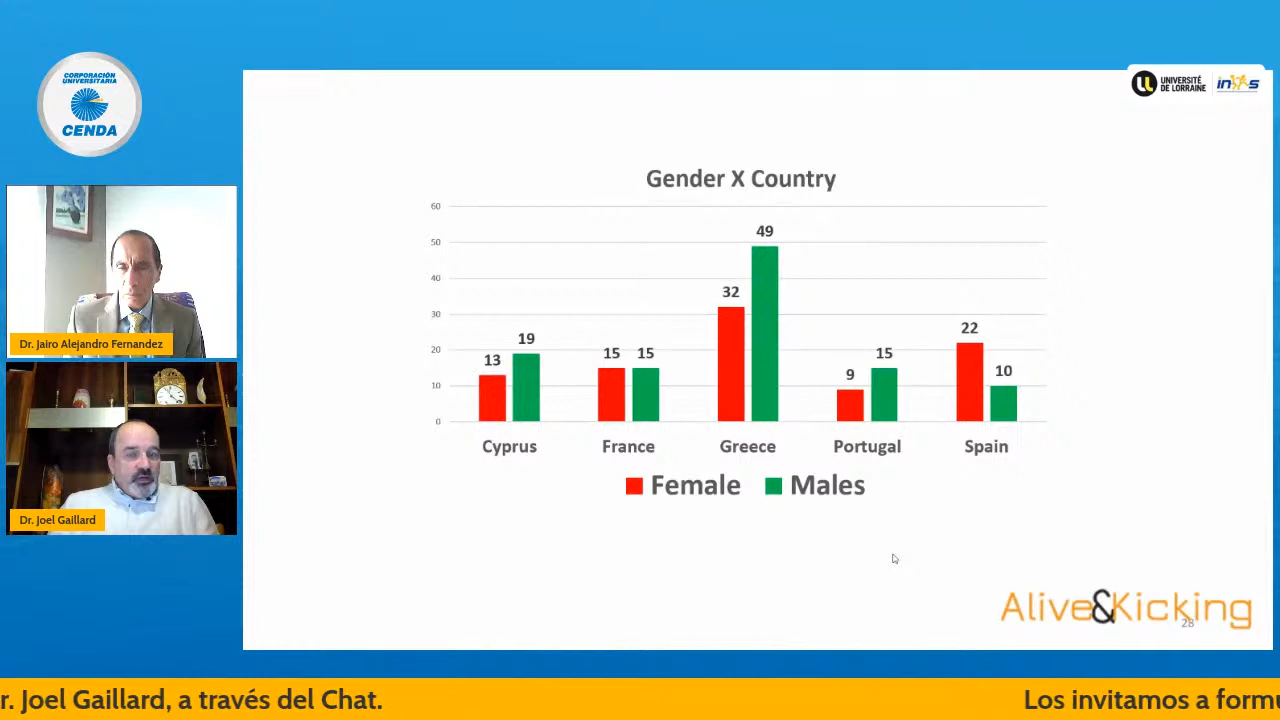 CORPORACIÓN
UNIVERSITARIA
CENDA
UNIVERSITÉ
DE LORRAINE
Gender X Country
60
50
40
30
20
10
0
13
19
15
15
32
49
9
15
22
10
Cyprus
France
Greece
Portugal
Spain
Female
Males
Dr. Jairo Alejandro Fernandez
Dr. Joel Gaillard
Alive&Kicking
28
r. Joel Gaillard, a través del Chat.
Los invitamos a formu